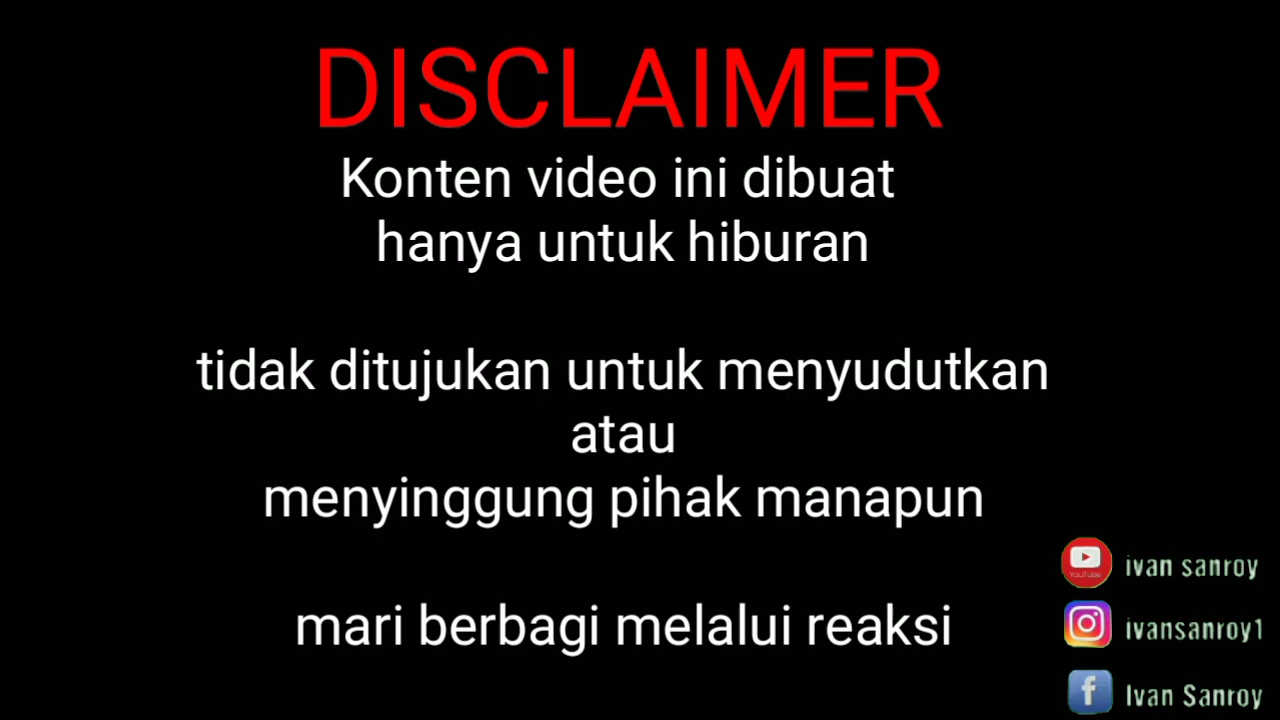 DISCLAIMER
Konten video ini dibuat
hanya untuk hiburan
tidak ditujukan untuk menyudutkan
atau
menyinggung pihak manapun
mari berbagi melalui reaksi
YouTube
ivan sanroy
ivansanroy1
Ivan Sanroy